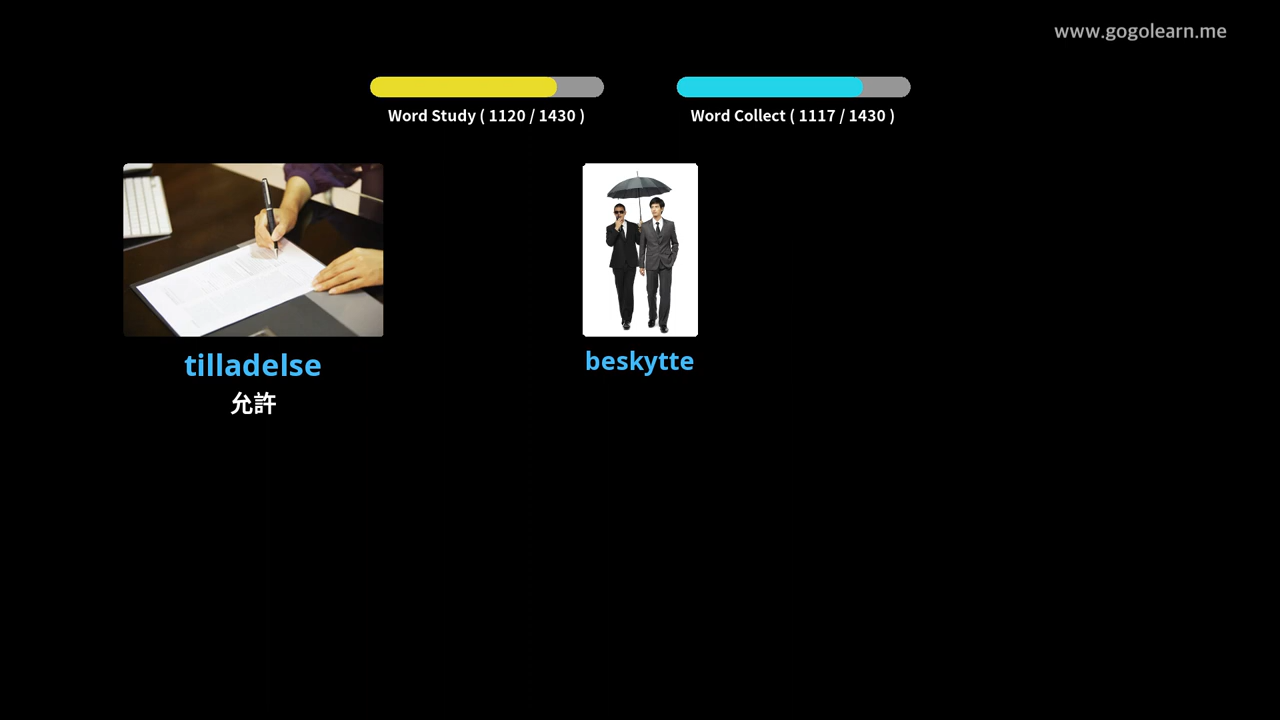 www.gogolearn.me
Word Study ( 1120 / 1430 )
Word Collect ( 1117 / 1430 )
tilladelse
允許
beskytte